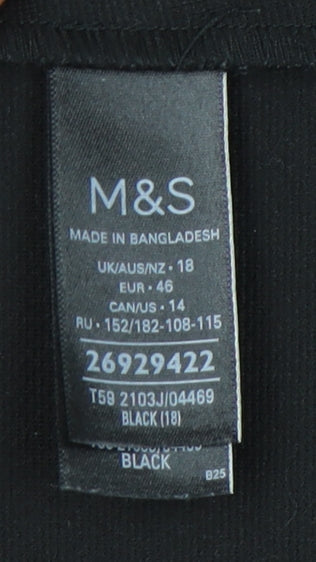 M&S
MADE IN BANGLADESH
UK/AUS/NZ • 18
EUR • 46
CAN/US • 14
RU • 152/182-108-115
26929422
T59 2103J/04469
BLACK (18)
BLACK
B25